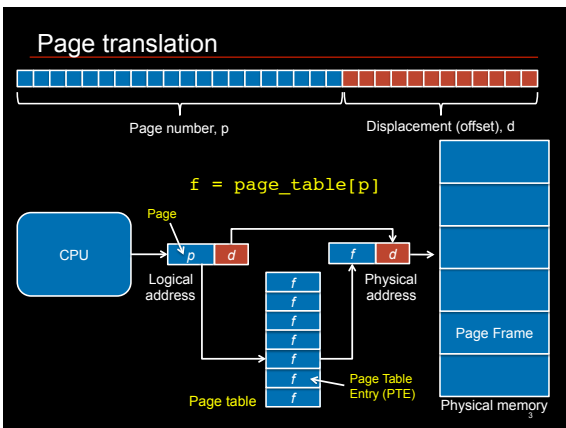 Page translation
Page number, p
Displacement (offset), d
f = page_table[p]
Page
CPU
p
d
f
d
Logical
address
Physical
address
f
f
f
f
f
f
f
Page Table
Entry (PTE)
Page table
Page Frame
Physical memory
3